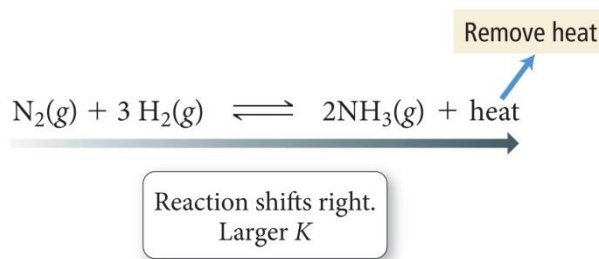 Remove heat
N₂(g) + 3 H₂(g) ⇌ 2NH₃(g) + heat
Reaction shifts right.
Larger K